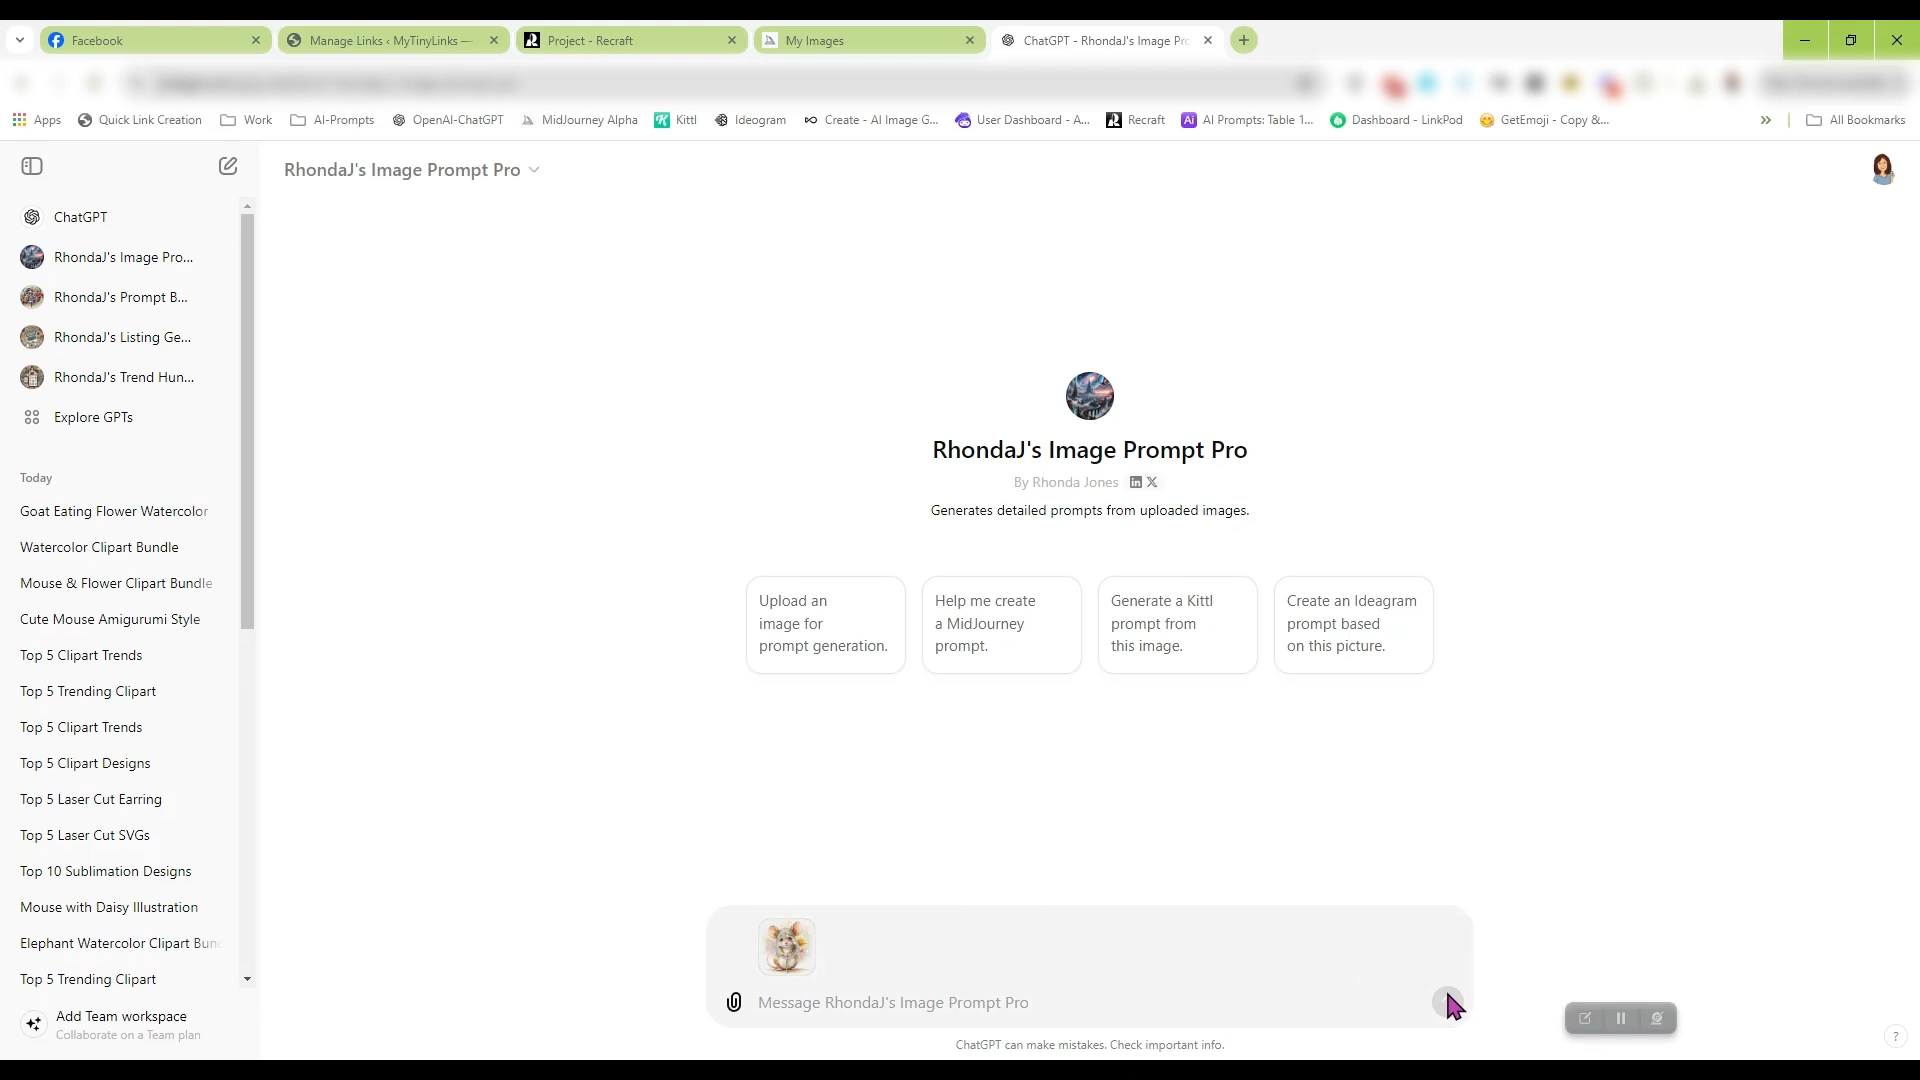 Facebook
Manage Links ‹ MyTinyLinks —
Project - Recraft
My Images
ChatGPT - RhondaJ's Image Pro
Apps
Quick Link Creation
Work
AI-Prompts
OpenAI-ChatGPT
MidJourney Alpha
Kittl
Ideogram
Create - AI Image G...
User Dashboard - A...
Recraft
Ai
AI Prompts: Table 1...
Dashboard - LinkPod
GetEmoji - Copy &...
All Bookmarks
RhondaJ's Image Prompt Pro
ChatGPT
RhondaJ's Image Pro...
RhondaJ's Prompt B...
RhondaJ's Listing Ge...
RhondaJ's Trend Hun...
Explore GPTs
Today
Goat Eating Flower Watercolor
Watercolor Clipart Bundle
Mouse & Flower Clipart Bundle
Cute Mouse Amigurumi Style
Top 5 Clipart Trends
Top 5 Trending Clipart
Top 5 Clipart Trends
Top 5 Clipart Designs
Top 5 Laser Cut Earring
Top 5 Laser Cut SVGs
Top 10 Sublimation Designs
Mouse with Daisy Illustration
Elephant Watercolor Clipart Bun
Top 5 Trending Clipart
Add Team workspace
Collaborate on a Team plan
RhondaJ's Image Prompt Pro
By Rhonda Jones
Generates detailed prompts from uploaded images.
Upload an
image for
prompt generation.
Help me create
a MidJourney
prompt.
Generate a Kittl
prompt from
this image.
Create an Ideagram
prompt based
on this picture.
Message RhondaJ's Image Prompt Pro
ChatGPT can make mistakes. Check important info.
?